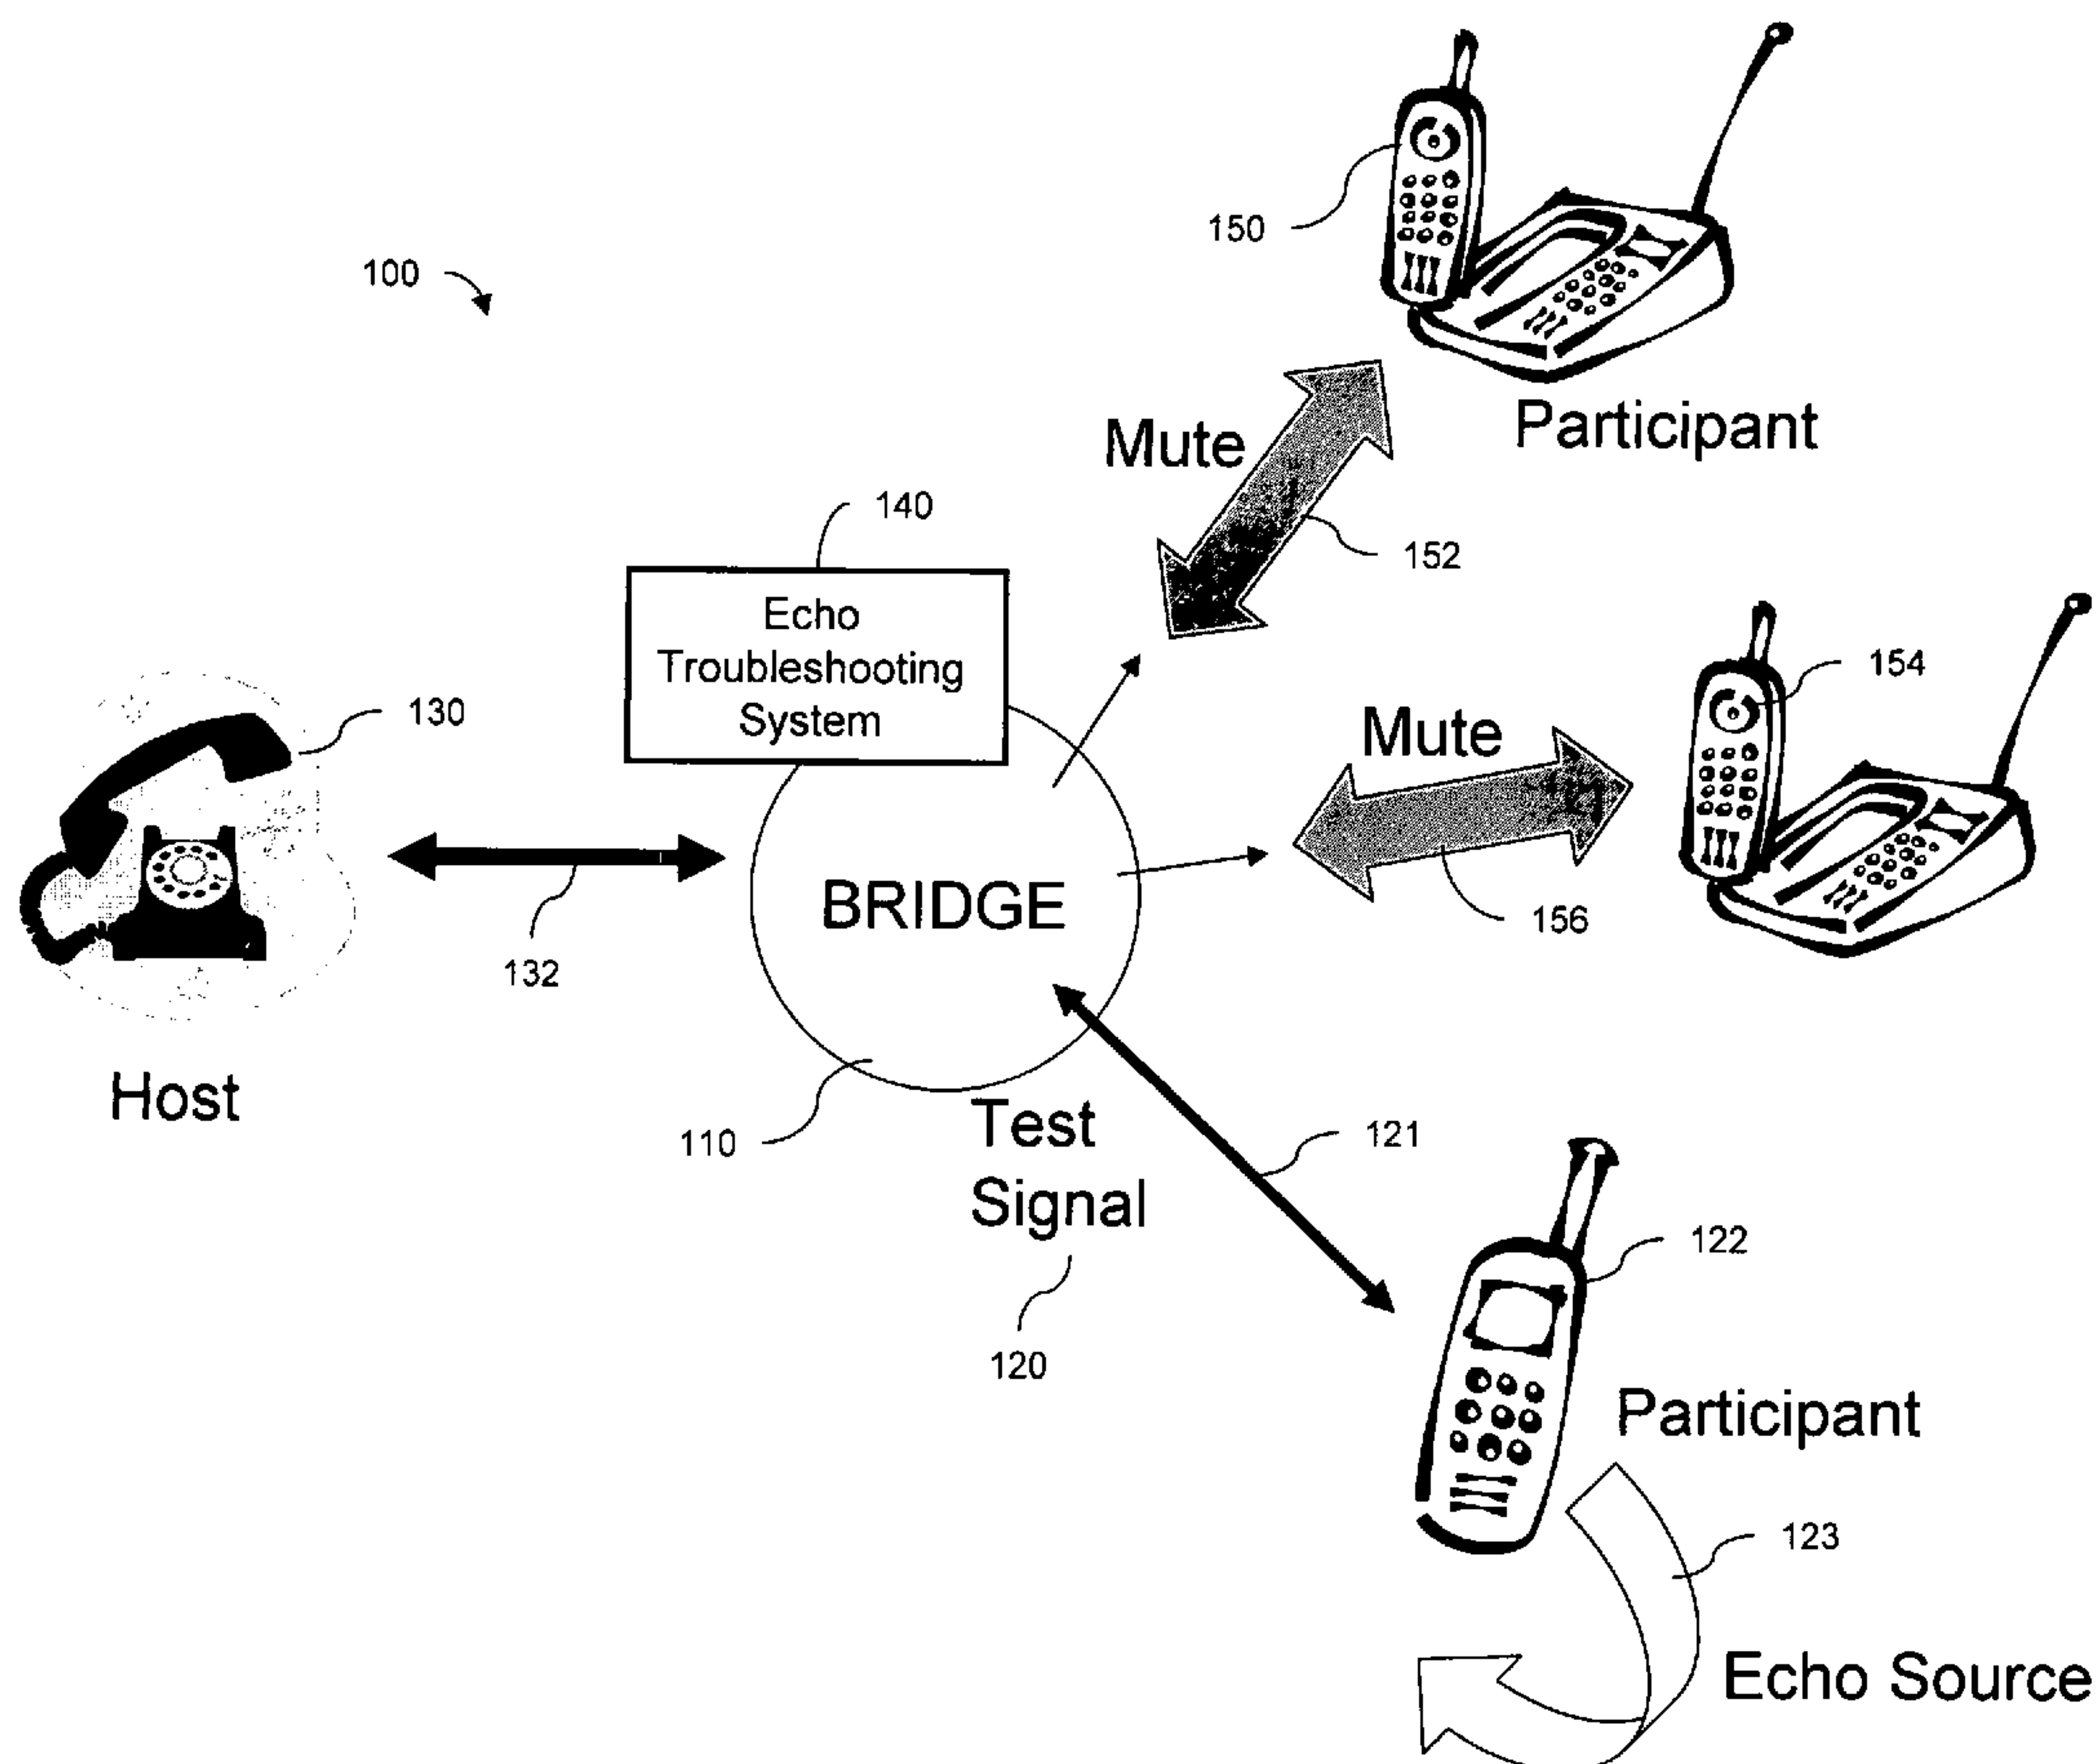 150
100
Participant
Mute
140
152
Echo
Troubleshooting
System
154
130
Mute
BRIDGE
156
132
Host
110
Test
Signal
121
122
120
Participant
123
Echo Source